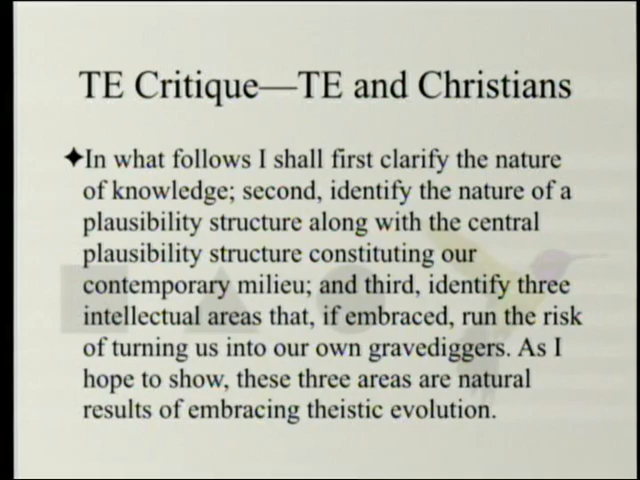 TE Critique—TE and Christians
✦In what follows I shall first clarify the nature
of knowledge; second, identify the nature of a
plausibility structure along with the central
plausibility structure constituting our
contemporary milieu; and third, identify three
intellectual areas that, if embraced, run the risk
of turning us into our own gravediggers. As I
hope to show, these three areas are natural
results of embracing theistic evolution.